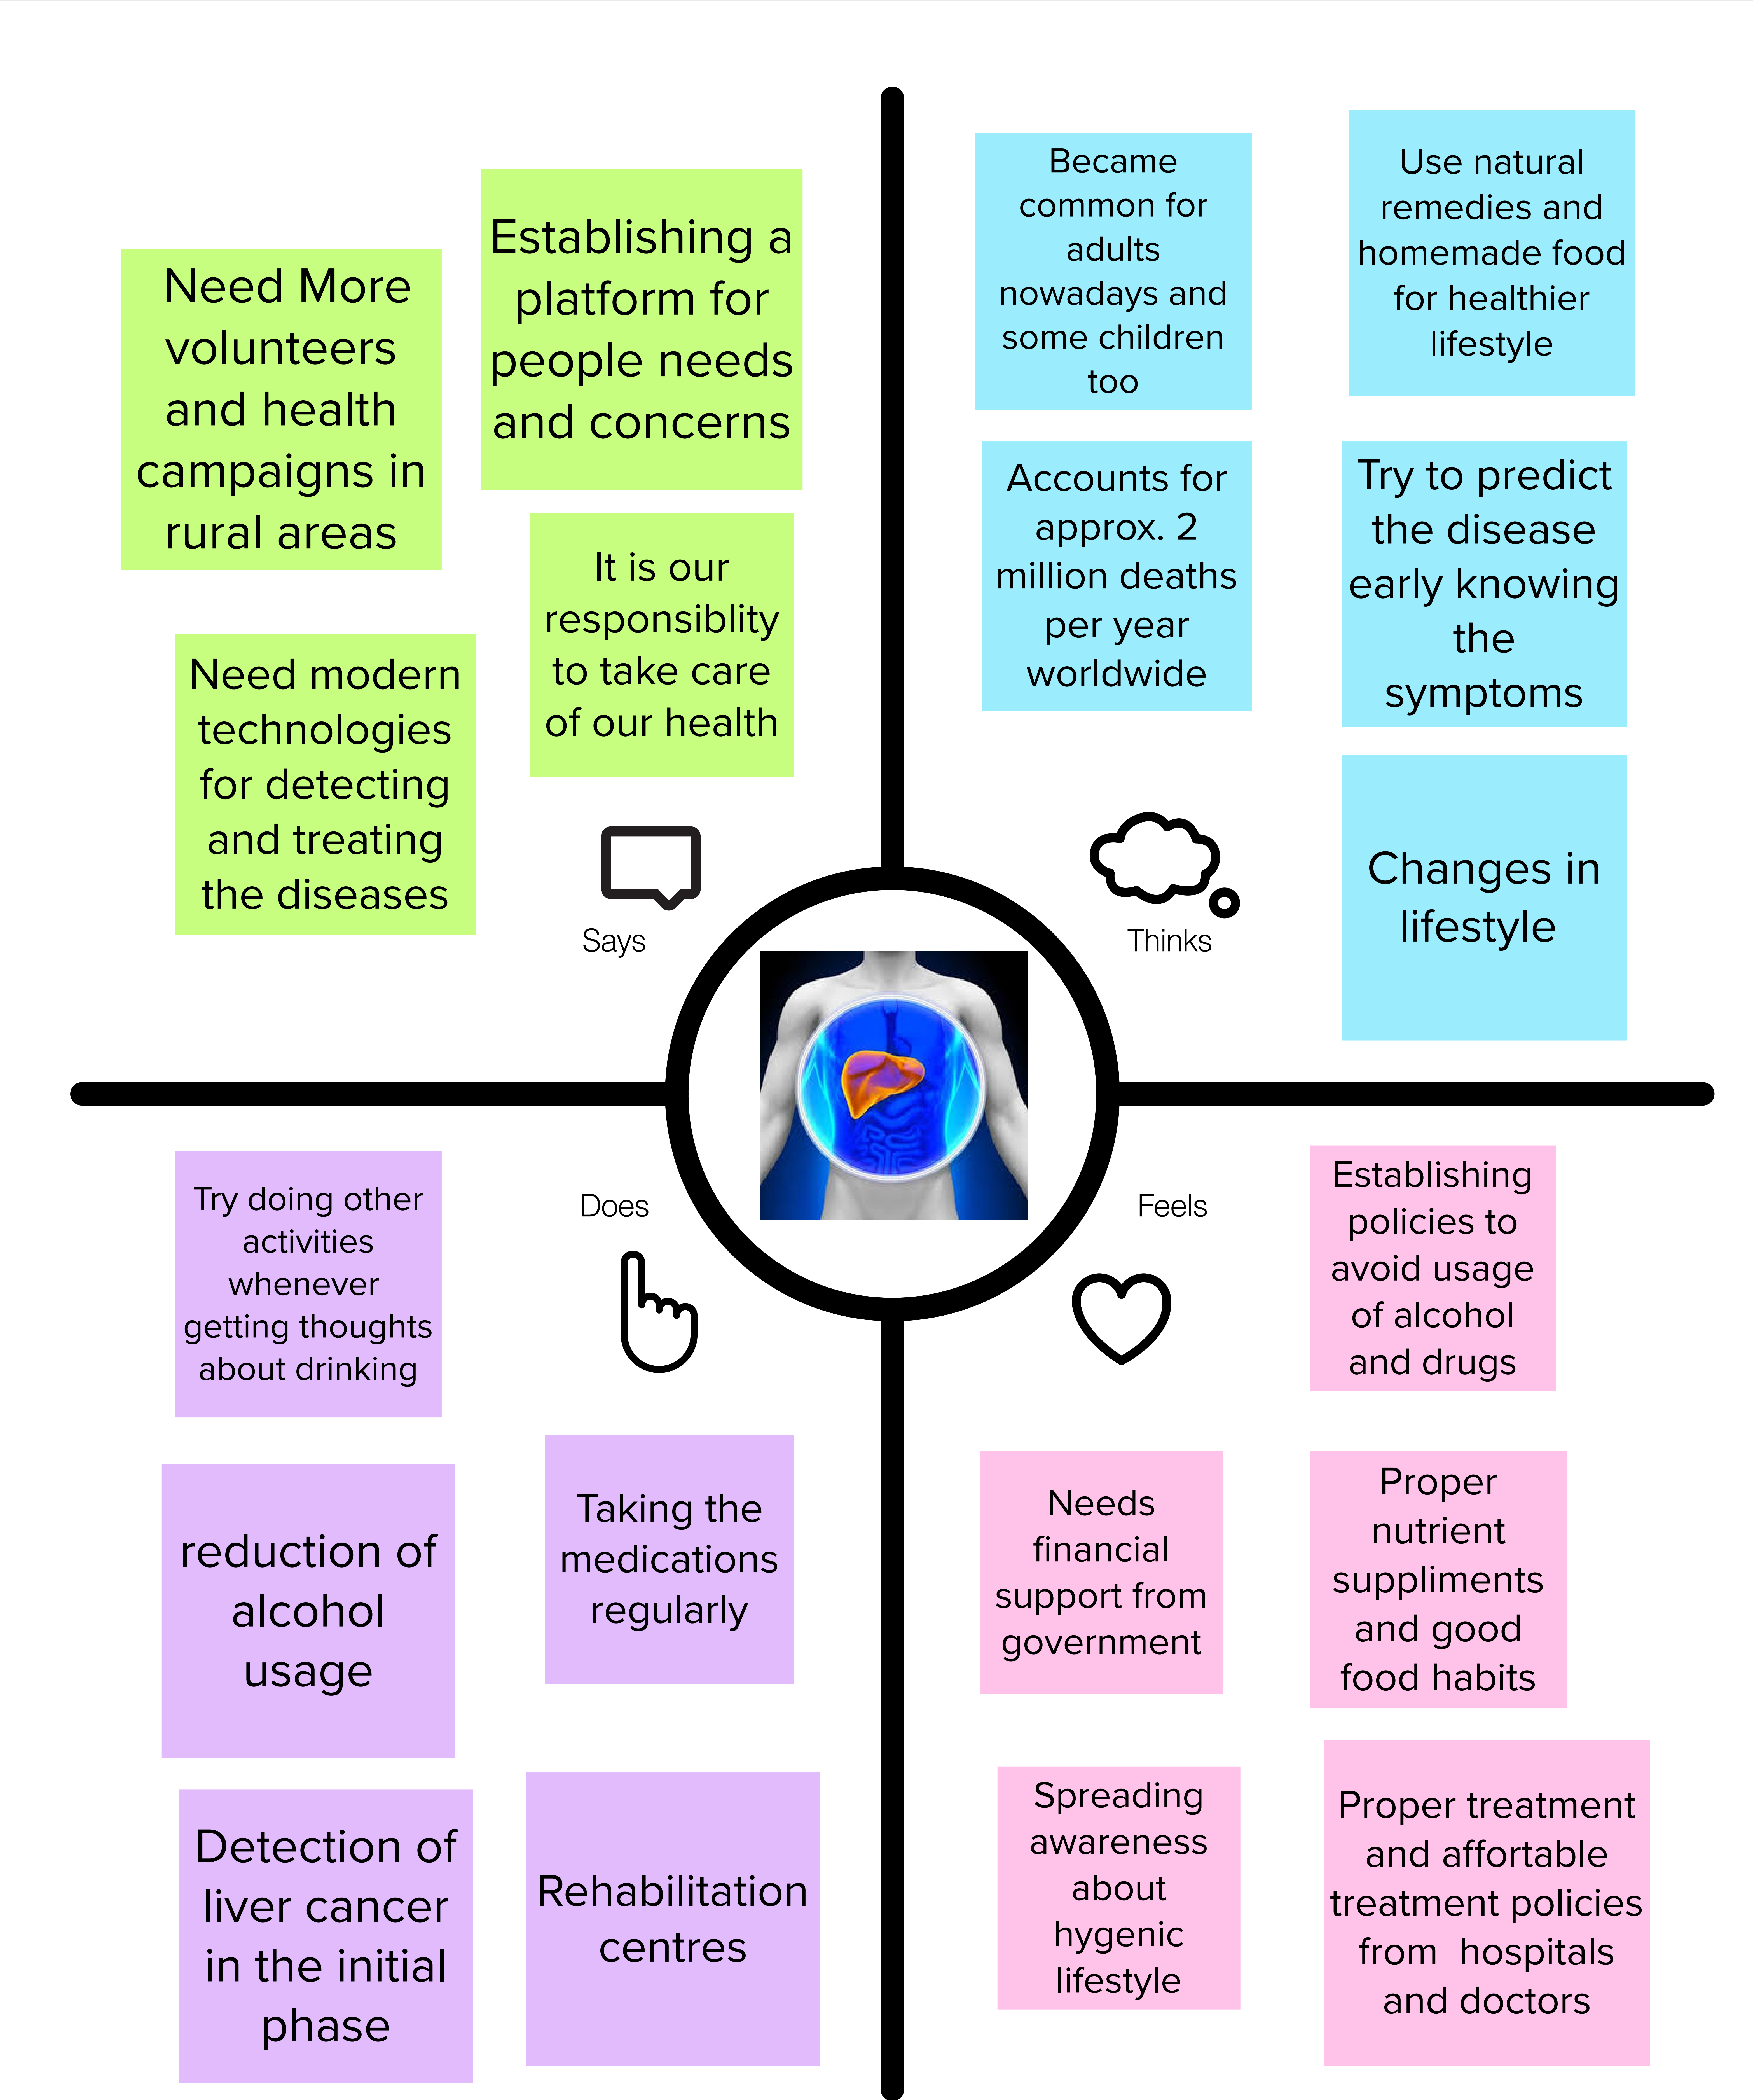 Need More
volunteers
and health
campaigns in
rural areas
Establishing a
platform for
people needs
and concerns
It is our
responsiblity
to take care
of our health
Need modern
technologies
for detecting
and treating
the diseases
Says
Became
common for
adults
nowadays and
some children
too
Use natural
remedies and
homemade food
for healthier
lifestyle
Accounts for
approx. 2
million deaths
per year
worldwide
Try to predict
the disease
early knowing
the
symptoms
Changes in
lifestyle
Thinks
Try doing other
activities
whenever
getting thoughts
about drinking
Does
reduction of
alcohol
usage
Taking the
medications
regularly
Detection of
liver cancer
in the initial
phase
Rehabilitation
centres
Feels
Establishing
policies to
avoid usage
of alcohol
and drugs
Needs
financial
support from
government
Proper
nutrient
suppliments
and good
food habits
Spreading
awareness
about
hygenic
lifestyle
Proper treatment
and affortable
treatment policies
from  hospitals
and doctors